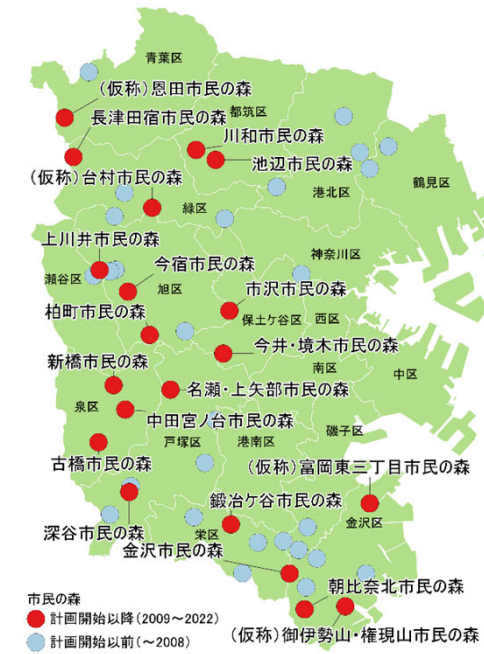 青葉区
(仮称)恩田市民の森
長津田宿市民の森
都筑区
川和市民の森
池辺市民の森
(仮称)台村市民の森
港北区
鶴見区
緑区
上川井市民の森
神奈川区
瀬谷区
今宿市民の森
旭区
市沢市民の森
柏町市民の森
保土ケ谷区
西区
今井・境木市民の森
新橋市民の森
南区
中区
名瀬・上矢部市民の森
泉区
中田宮ノ台市民の森
磯子区
戸塚区
港南区
古橋市民の森
(仮称)富岡東三丁目市民の森
鍛冶ケ谷市民の森
金沢区
深谷市民の森
栄区
金沢市民の森
市民の森
朝比奈北市民の森
計画開始以降(2009~2022)
計画開始以前(~2008)
(仮称)御伊勢山・権現山市民の森